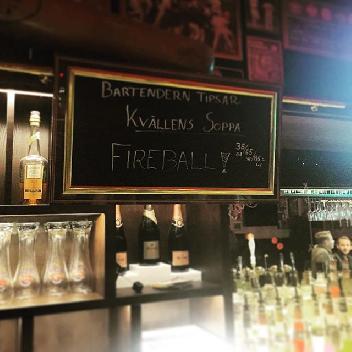 BARTENDERN TIPSAR
KVÄLLENS SOPPA
FIREBALL